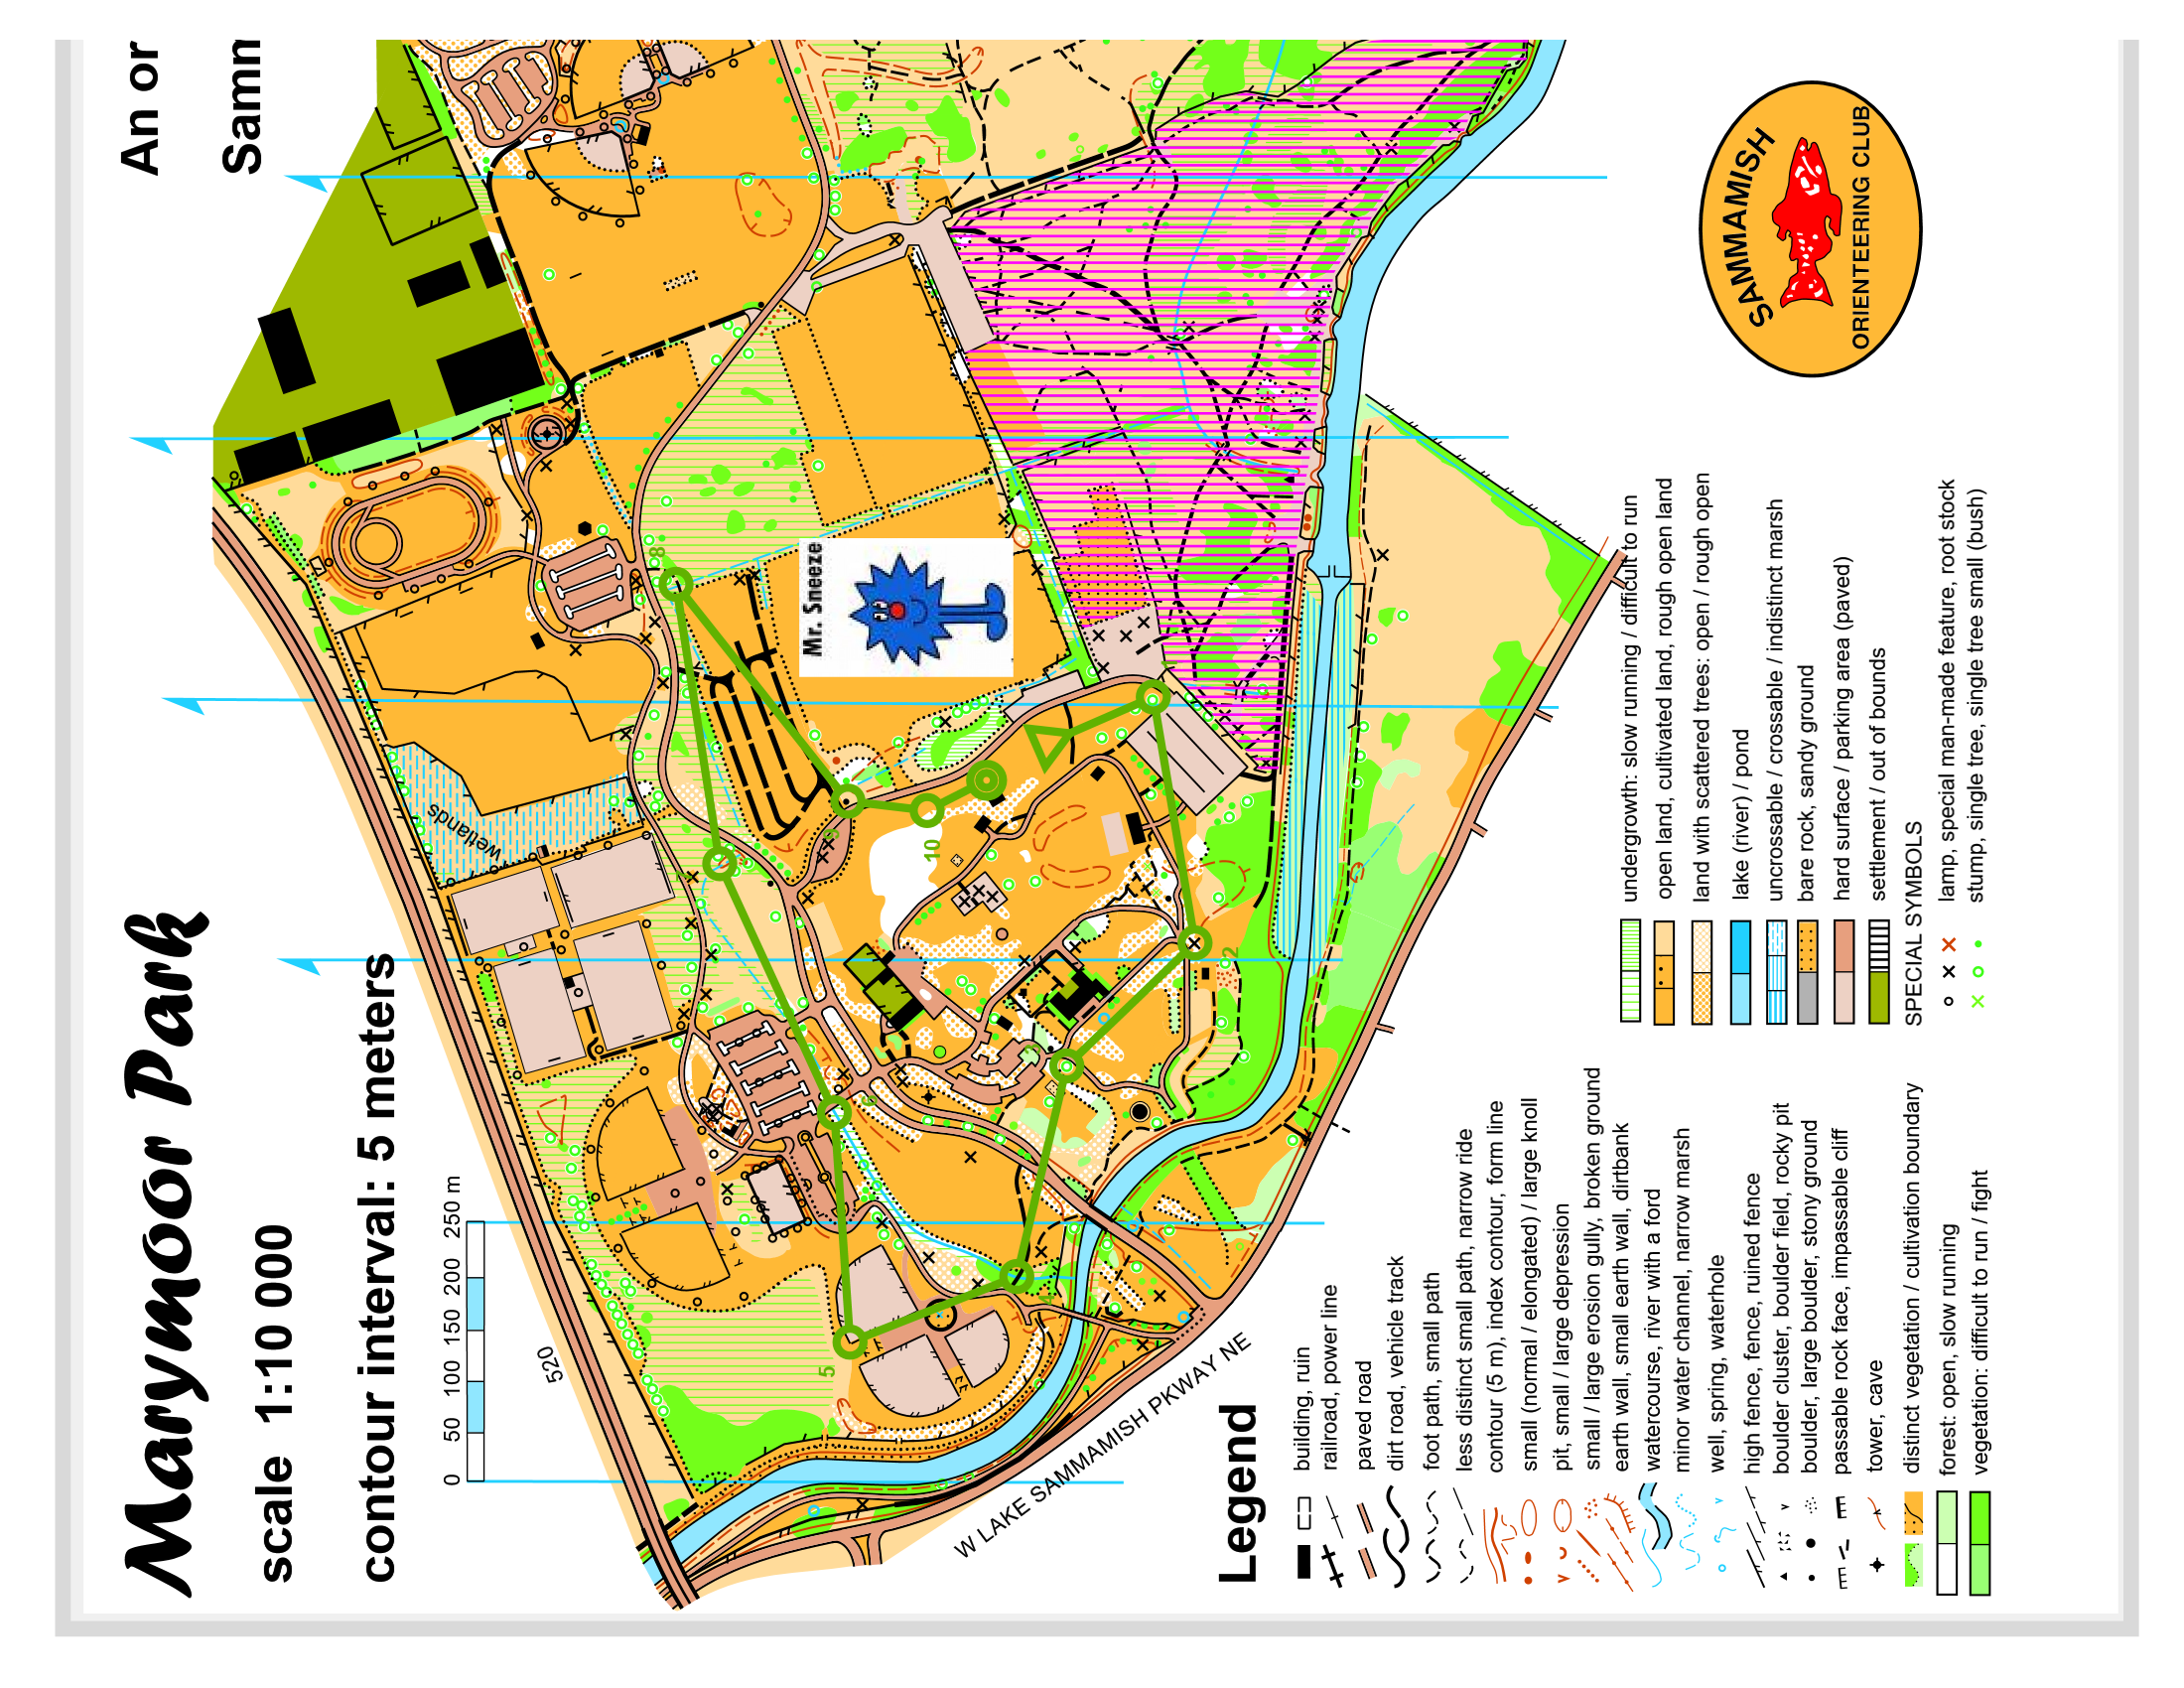 Marymoor Park
scale 1:10 000
contour interval: 5 meters
An or
Samm
0 50 100 150 200 250 m
520
wetlands
W LAKE SAMMAMISH PKWAY NE
Mr. Sneeze
1
2
3
4
5
6
7
8
9
10
SAMMAMISH
ORIENTEERING CLUB
Legend
building, ruin
railroad, power line
paved road
dirt road, vehicle track
foot path, small path
less distinct small path, narrow ride
contour (5 m), index contour, form line
small (normal / elongated) / large knoll
pit, small / large depression
small / large erosion gully, broken ground
earth wall, small earth wall, dirtbank
watercourse, river with a ford
minor water channel, narrow marsh
well, spring, waterhole
high fence, fence, ruined fence
boulder cluster, boulder field, rocky pit
boulder, large boulder, stony ground
passable rock face, impassable cliff
tower, cave
distinct vegetation / cultivation boundary
forest: open, slow running
vegetation: difficult to run / fight
undergrowth: slow running / difficult to run
open land, cultivated land, rough open land
land with scattered trees: open / rough open
lake (river) / pond
uncrossable / crossable / indistinct marsh
bare rock, sandy ground
hard surface / parking area (paved)
settlement / out of bounds
SPECIAL SYMBOLS
lamp, special man-made feature, root stock
stump, single tree, single tree small (bush)